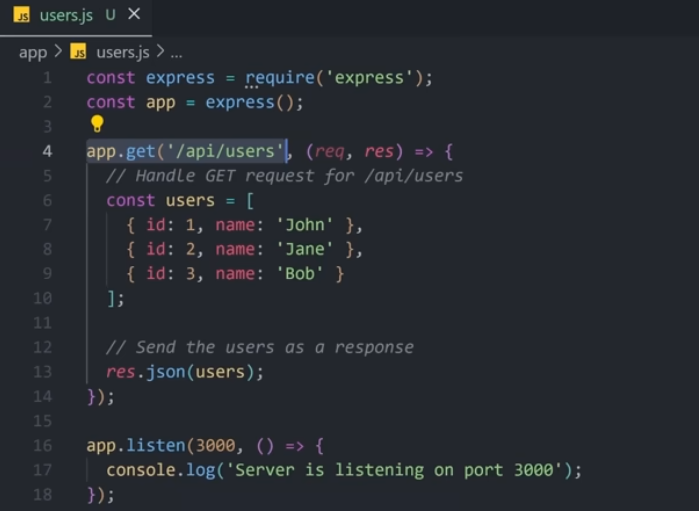 JS users.js U ×
app > JS users.js > ...
1 const express = require('express');
2 const app = express();
3
4 app.get('/api/users', (req, res) => {
5 // Handle GET request for /api/users
6 const users = [
7 { id: 1, name: 'John' },
8 { id: 2, name: 'Jane' },
9 { id: 3, name: 'Bob' }
10 ];
11
12 // Send the users as a response
13 res.json(users);
14 });
15
16 app.listen(3000, () => {
17 console.log('Server is listening on port 3000');
18 });